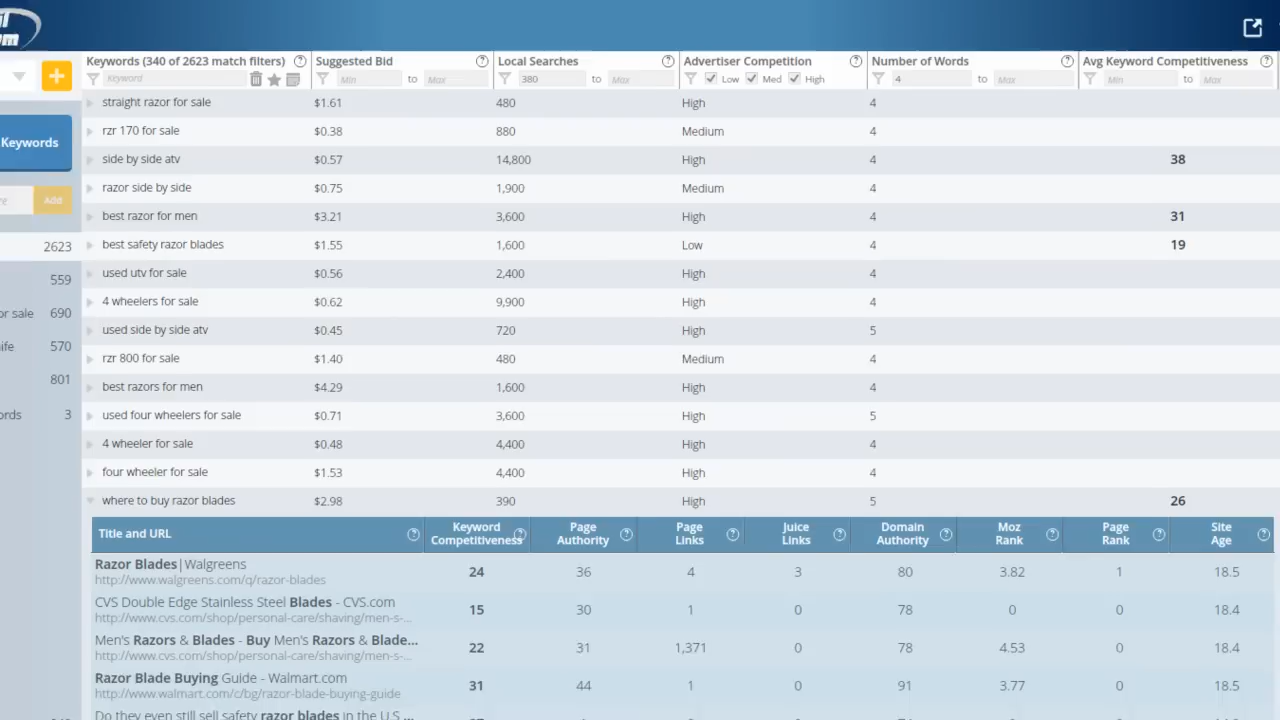 Keywords (340 of 2623 match filters) Suggested Bid Local Searches Advertiser Competition Number of Words Avg Keyword Competitiveness
Keyword Min to Max 380 to Max Low Med High 4 to Max Min to Max
straight razor for sale $1.61 480 High 4
rzr 170 for sale $0.38 880 Medium 4
Keywords
side by side atv $0.57 14,800 High 4 38
razor side by side $0.75 1,900 Medium 4
Add
best razor for men $3.21 3,600 High 4 31
2623 best safety razor blades $1.55 1,600 Low 4 19
559 used utv for sale $0.56 2,400 High 4
4 wheelers for sale $0.62 9,900 High 4
or sale 690
used side by side atv $0.45 720 High 5
ife 570
rzr 800 for sale $1.40 480 Medium 4
801 best razors for men $4.29 1,600 High 4
ords 3 used four wheelers for sale $0.71 3,600 High 5
4 wheeler for sale $0.48 4,400 High 4
four wheeler for sale $1.53 4,400 High 4
where to buy razor blades $2.98 390 High 5 26
Title and URL Keyword Competitiveness Page Authority Page Links Juice Links Domain Authority Moz Rank Page Rank Site Age
Razor Blades|Walgreens
http://www.walgreens.com/q/razor-blades
24 36 4 3 80 3.82 1 18.5
CVS Double Edge Stainless Steel Blades - CVS.com
http://www.cvs.com/shop/personal-care/shaving/men-s-...
15 30 1 0 78 0 0 18.4
Men's Razors & Blades - Buy Men's Razors & Blade...
http://www.cvs.com/shop/personal-care/shaving/men-s-...
22 31 1,371 0 78 4.53 0 18.4
Razor Blade Buying Guide - Walmart.com
http://www.walmart.com/c/bg/razor-blade-buying-guide
31 44 1 0 91 3.77 0 18.5
Do they even still sell safety razor blades in the U.S...